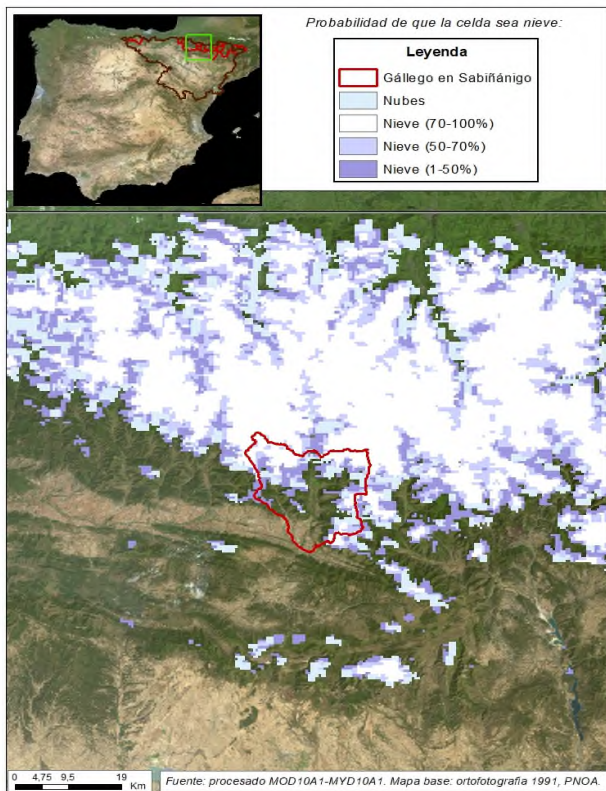 Probabilidad de que la celda sea nieve:
Leyenda
Gállego en Sabiñánigo
Nubes
Nieve (70-100%)
Nieve (50-70%)
Nieve (1-50%)
0 4,75 9,5 19
Km
Fuente: procesado MOD10A1-MYD10A1. Mapa base: ortofotografía 1991, PNOA.